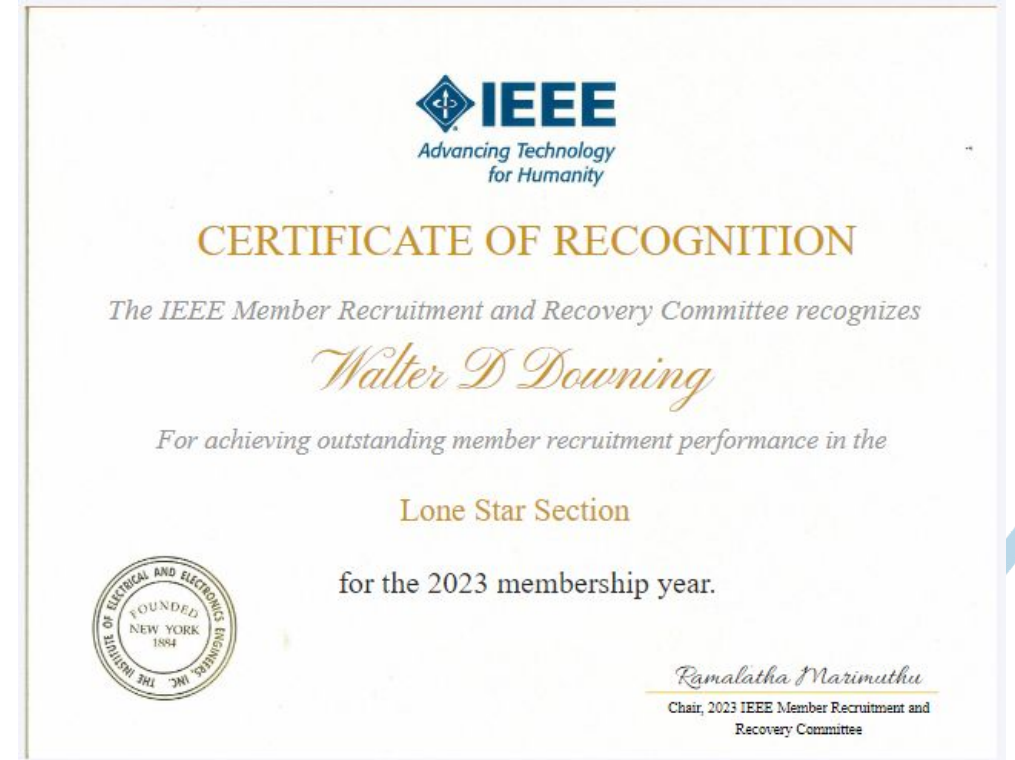 IEEE
Advancing Technology
for Humanity
CERTIFICATE OF RECOGNITION
The IEEE Member Recruitment and Recovery Committee recognizes
Walter D Downing
For achieving outstanding member recruitment performance in the
Lone Star Section
for the 2023 membership year.
THE INSTITUTE OF ELECTRICAL AND ELECTRONICS ENGINEERS, INC.
FOUNDED
NEW YORK
1884
Ramalatha Marimuthu
Chair, 2023 IEEE Member Recruitment and
Recovery Committee